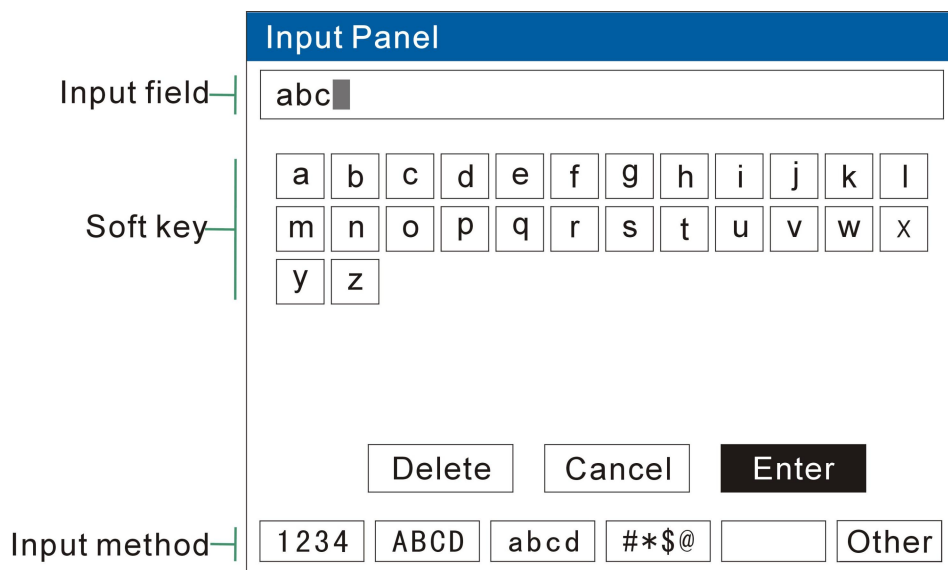 Input Panel
Input field
abc
a b c d e f g h i j k l
Soft key
m n o p q r s t u v w x
y z
Delete Cancel Enter
Input method
1234 ABCD abcd #*$@ Other